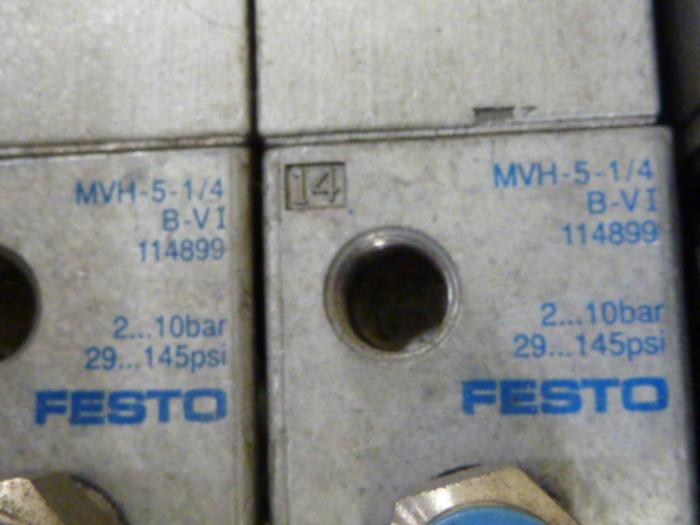 MVH-5-1/4
B-VI
114899
2...10bar
29...145psi
FESTO
14
MVH-5-1/4
B-VI
114899
2...10bar
29...145psi
FESTO